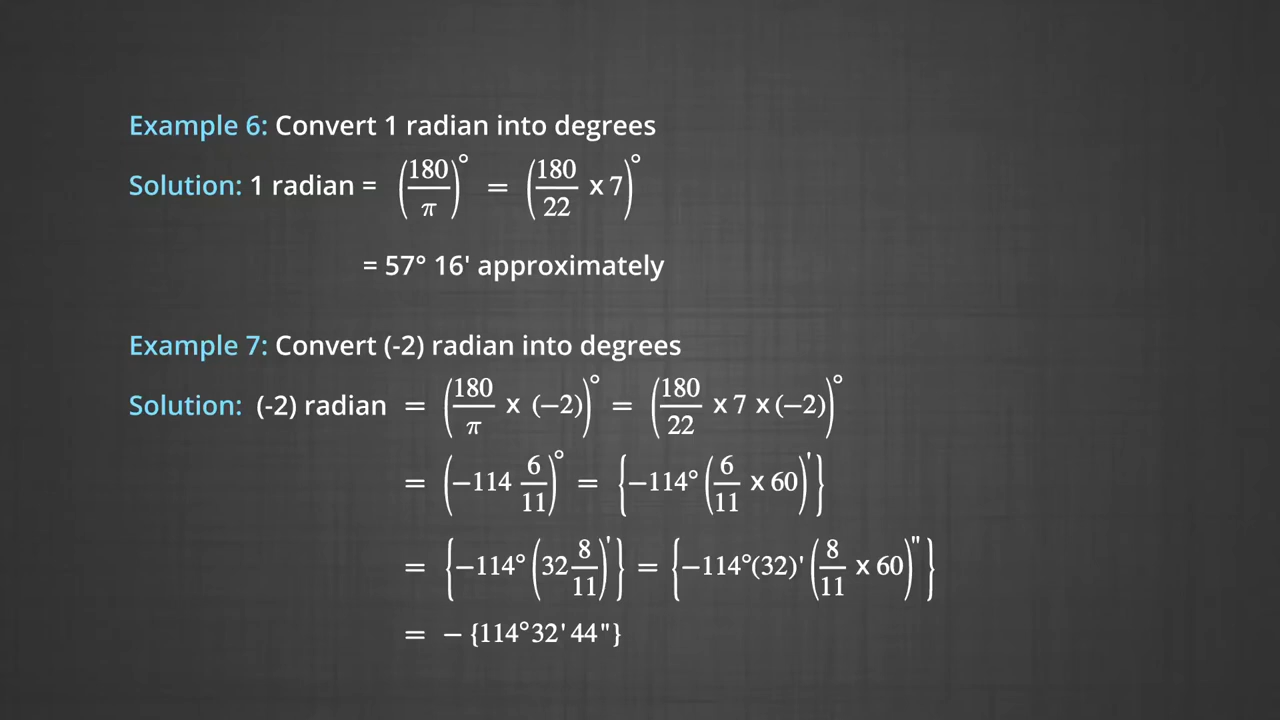 Example 6: Convert 1 radian into degrees
Solution: 1 radian = (180/π)° = (180/22 x 7)°
= 57° 16' approximately
Example 7: Convert (-2) radian into degrees
Solution: (-2) radian = (180/π x (−2))° = (180/22 x 7 x (−2))°
= (−114 6/11)° = {−114° (6/11 x 60)'}
= {−114° (32 8/11)'} = {−114°(32)' (8/11 x 60)"}
= − {114°32' 44"}